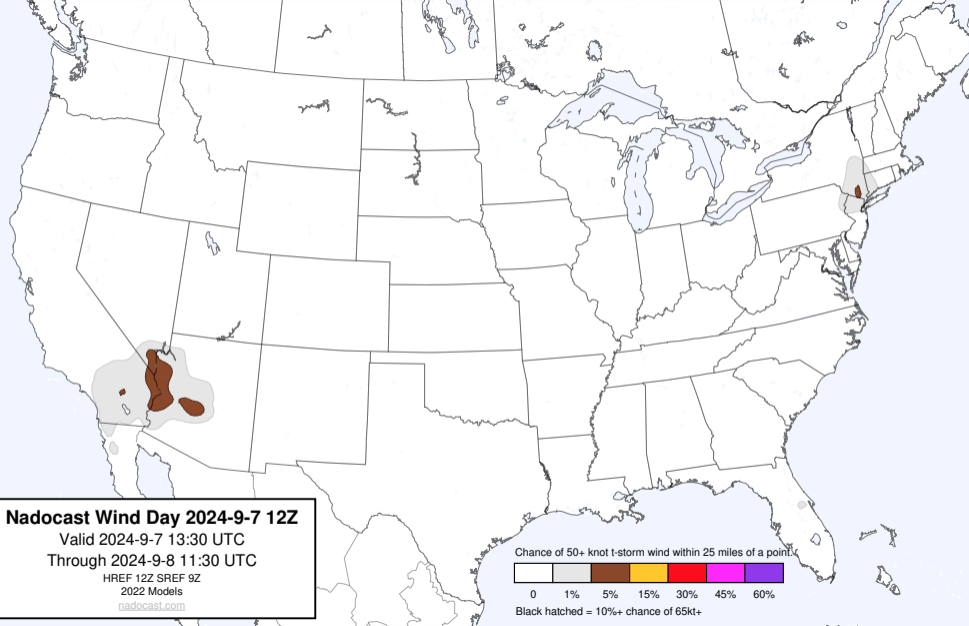 Nadocast Wind Day 2024-9-7 12Z
Valid 2024-9-7 13:30 UTC
Through 2024-9-8 11:30 UTC
HREF 12Z SREF 9Z
2022 Models
nadocast.com
Chance of 50+ knot t-storm wind within 25 miles of a point.
0 1% 5% 15% 30% 45% 60%
Black hatched = 10%+ chance of 65kt+